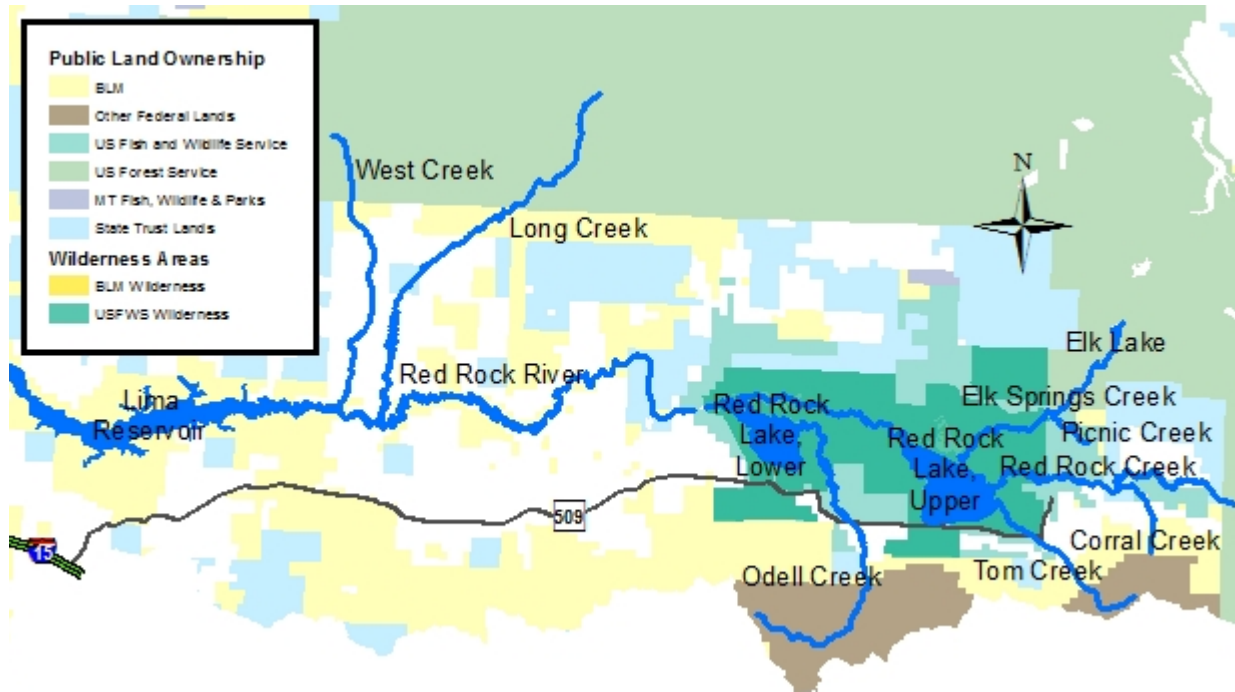 Public Land Ownership
BLM
Other Federal Lands
US Fish and Wildlife Service
US Forest Service
MT Fish, Wildlife & Parks
State Trust Lands
Wilderness Areas
BLM Wilderness
USFWS Wilderness
N
West Creek
Long Creek
Elk Lake
Red Rock River
Elk Springs Creek
Lima
Reservoir
Red Rock
Lake,
Lower
Picnic Creek
Red Rock
Lake,
Upper
Red Rock Creek
509
15
Corral Creek
Odell Creek
Tom Creek